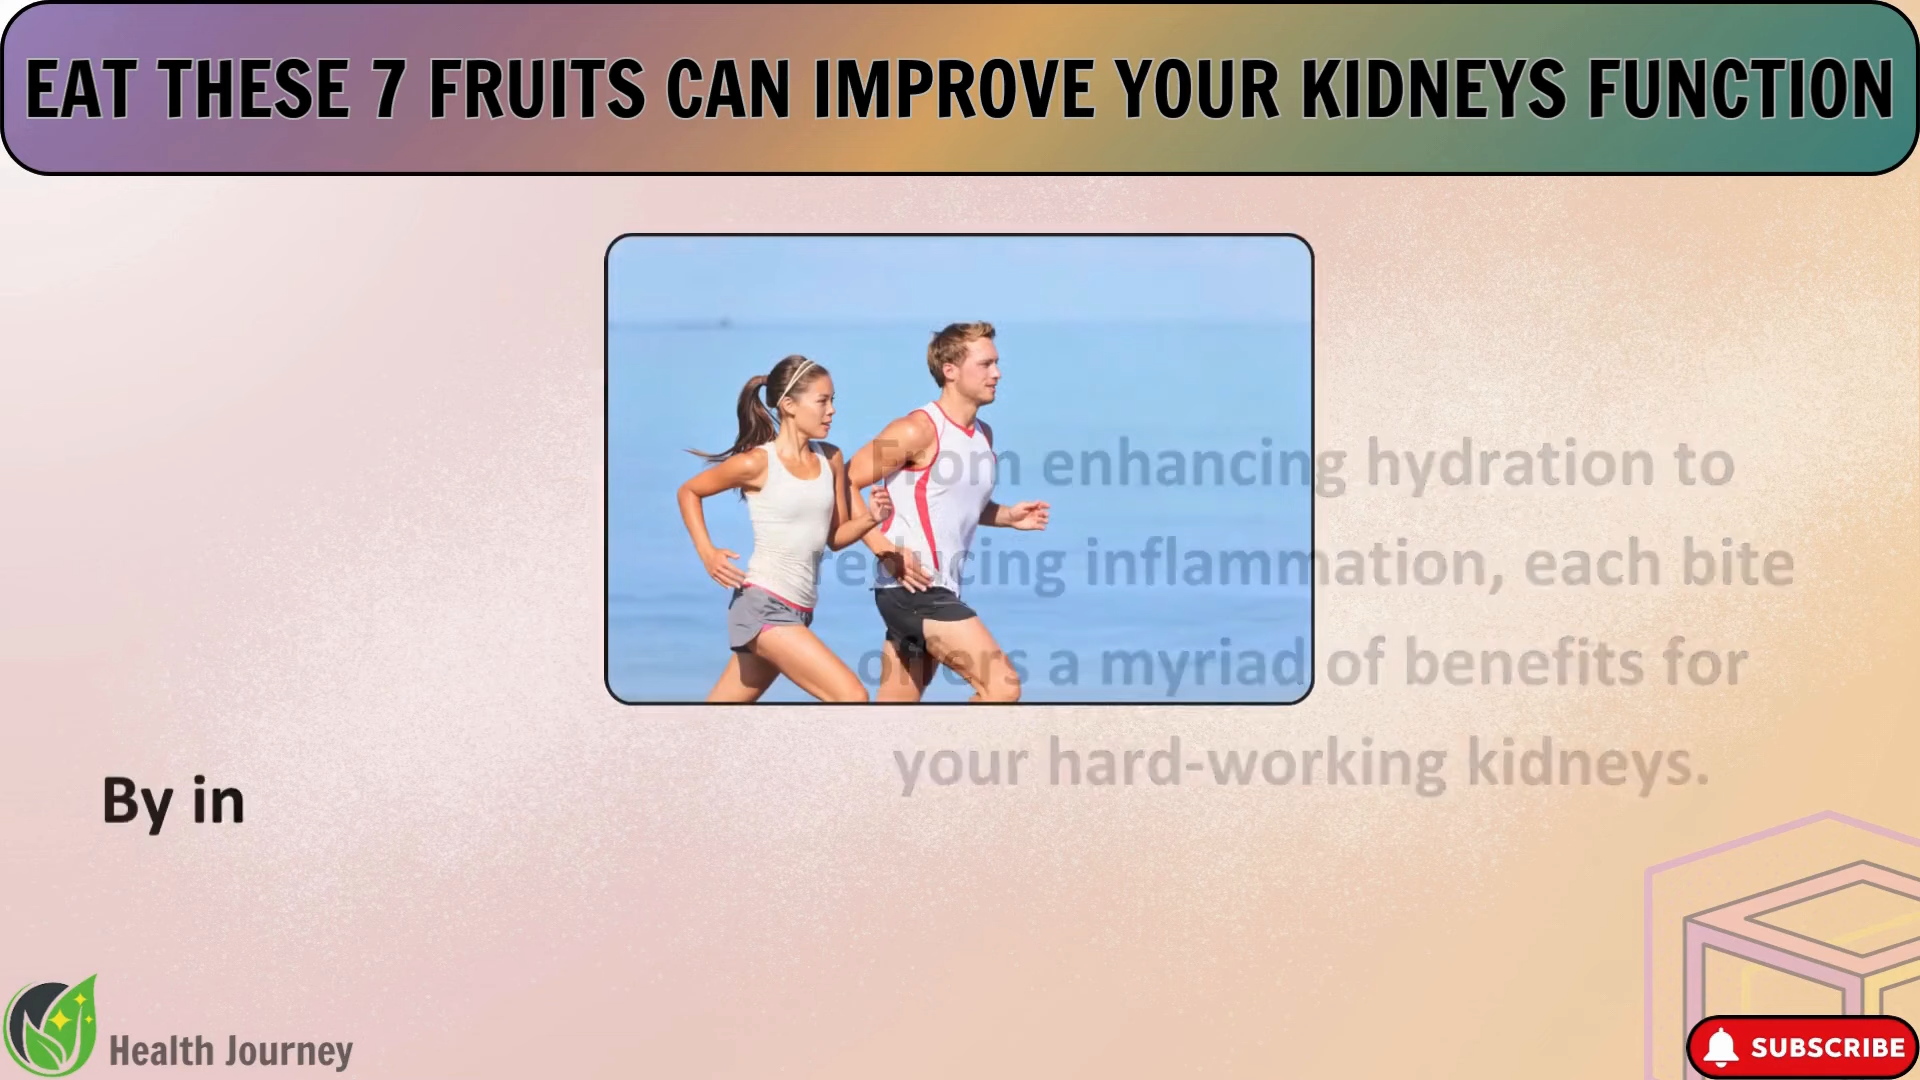 EAT THESE 7 FRUITS CAN IMPROVE YOUR KIDNEYS FUNCTION
From enhancing hydration to
reducing inflammation, each bite
offers a myriad of benefits for
your hard-working kidneys.
By in
Health Journey
SUBSCRIBE